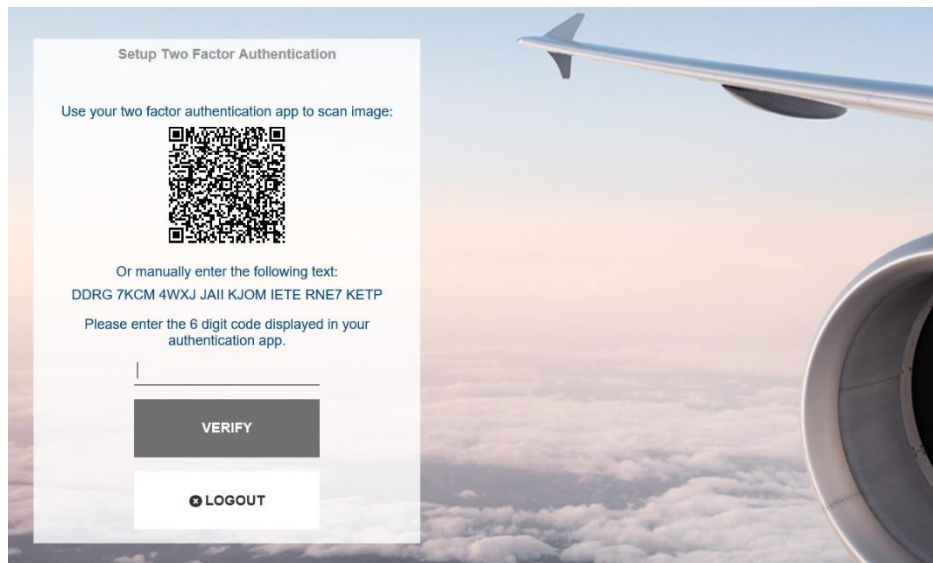 Setup Two Factor Authentication
Use your two factor authentication app to scan image:
Or manually enter the following text:
DDRG 7KCM 4WXJ JAII KJOM IETE RNE7 KETP
Please enter the 6 digit code displayed in your
authentication app.
VERIFY
LOGOUT